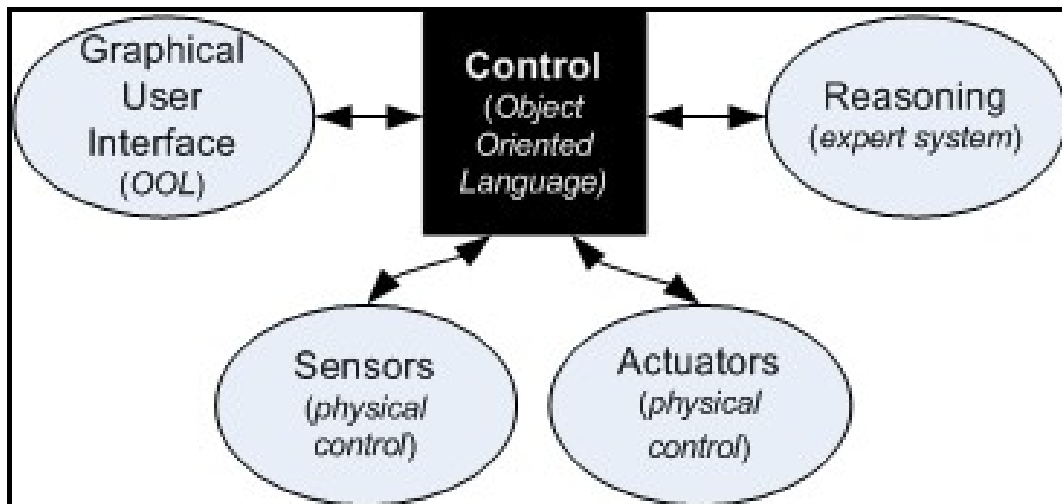 Graphical
User
Interface
(OOL)
Control
(Object
Oriented
Language)
Reasoning
(expert system)
Sensors
(physical
control)
Actuators
(physical
control)